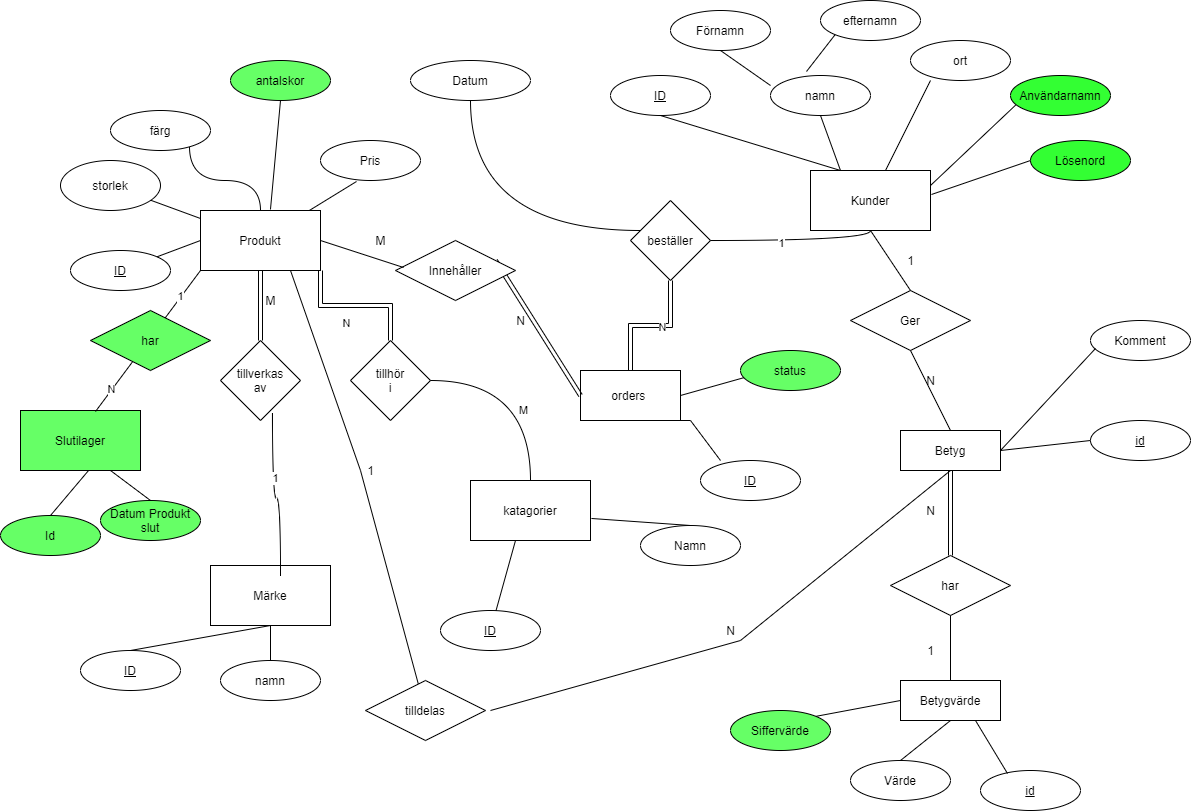 efternamn
Förnamn
ort
antalskor
Datum
ID
namn
Användarnamn
färg
Pris
Lösenord
storlek
Kunder
Produkt
M
beställer
1
ID
Innehåller
1
1
M
N
N
N
har
Ger
Komment
tillverkas
av
tillhör
i
status
N
N
orders
M
Slutilager
Betyg
id
1
1
ID
katagorier
N
Datum Produkt
slut
Id
Namn
har
Märke
ID
N
1
ID
namn
Betygvärde
tilldelas
Siffervärde
Värde
id